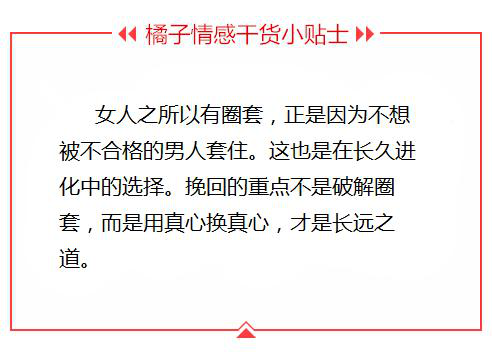 橘子情感干货小贴士
女人之所以有圈套，正是因为不想
被不合格的男人套住。这也是在长久进
化中的选择。挽回的重点不是破解圈
套，而是用真心换真心，才是长远之
道。